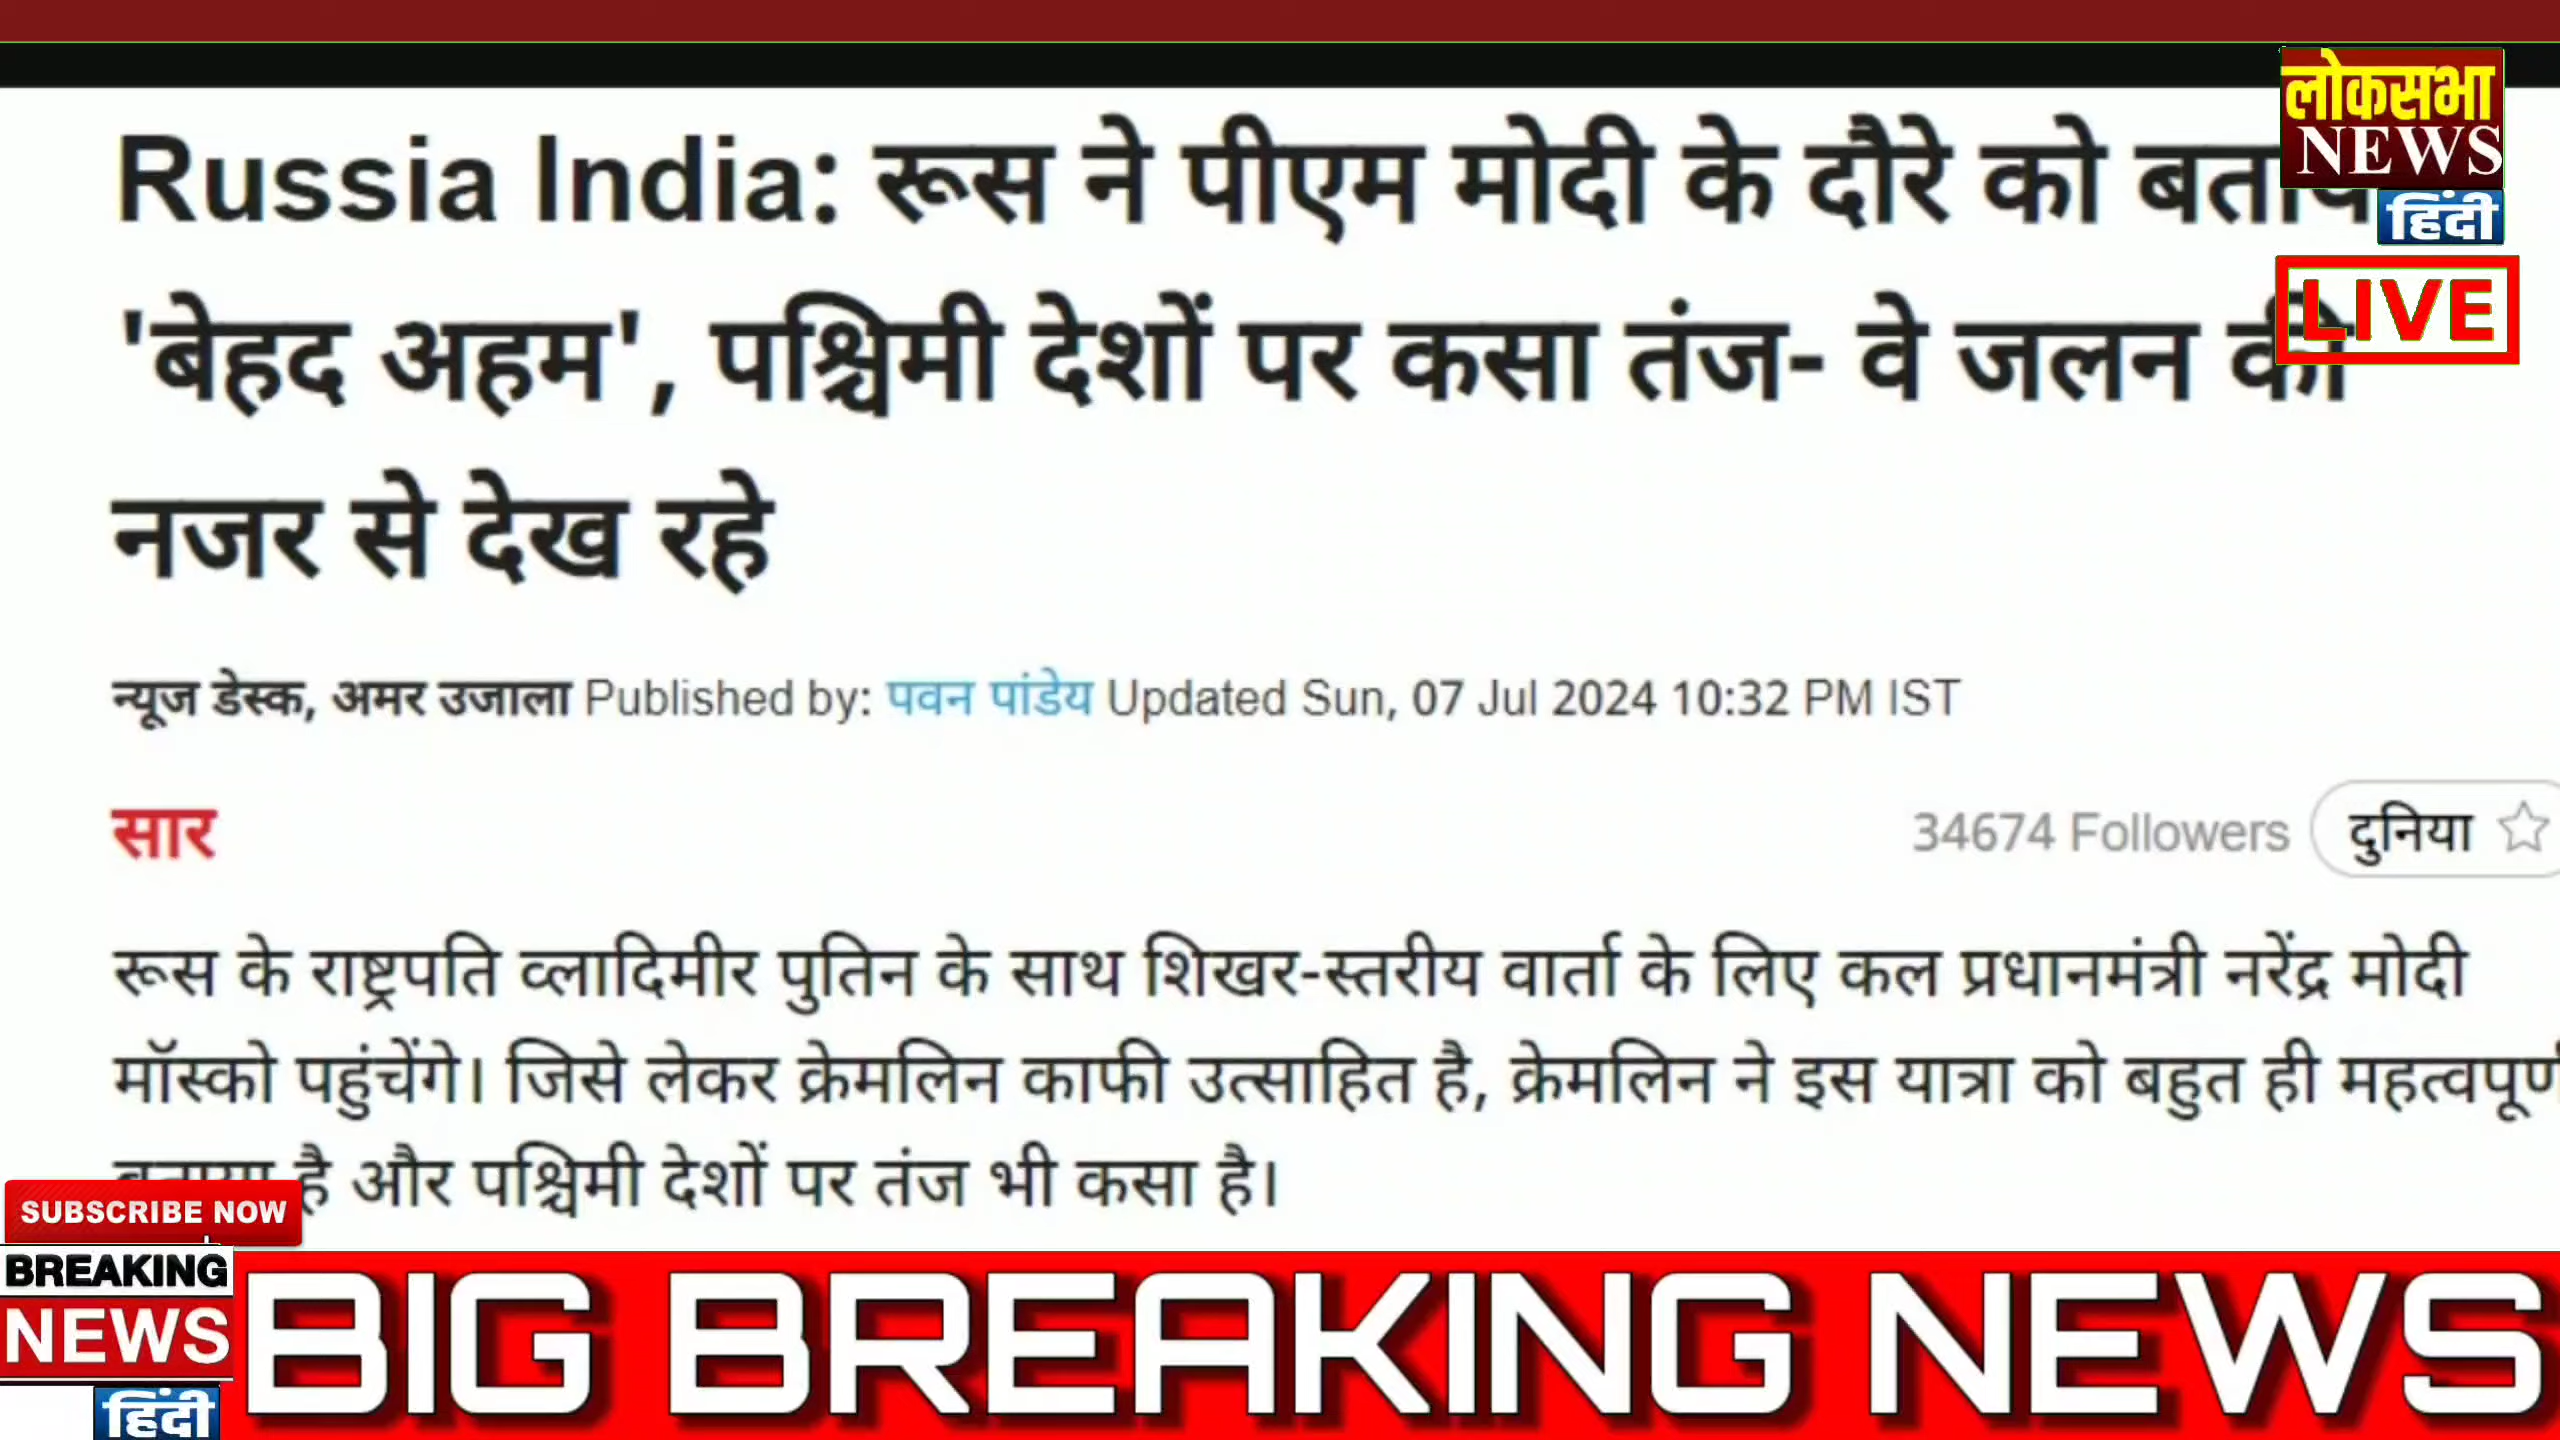 लोकसभा
NEWS
हिंदी
LIVE
Russia India: रूस ने पीएम मोदी के दौरे को
'बेहद अहम', पश्चिमी देशों पर कसा तंज- वे जलन की
नजर से देख रहे
न्यूज डेस्क, अमर उजाला Published by: पवन पांडेय Updated Sun, 07 Jul 2024 10:32 PM IST
सार
34674 Followers दुनिया
रूस के राष्ट्रपति व्लादिमीर पुतिन के साथ शिखर-स्तरीय वार्ता के लिए कल प्रधानमंत्री नरेंद्र मोदी
मॉस्को पहुंचेंगे। जिसे लेकर क्रेमलिन काफी उत्साहित है, क्रेमलिन ने इस यात्रा को बहुत ही महत्वपूर्ण
है और पश्चिमी देशों पर तंज भी कसा है।
SUBSCRIBE NOW
BREAKING
NEWS
हिंदी
BIG BREAKING NEWS